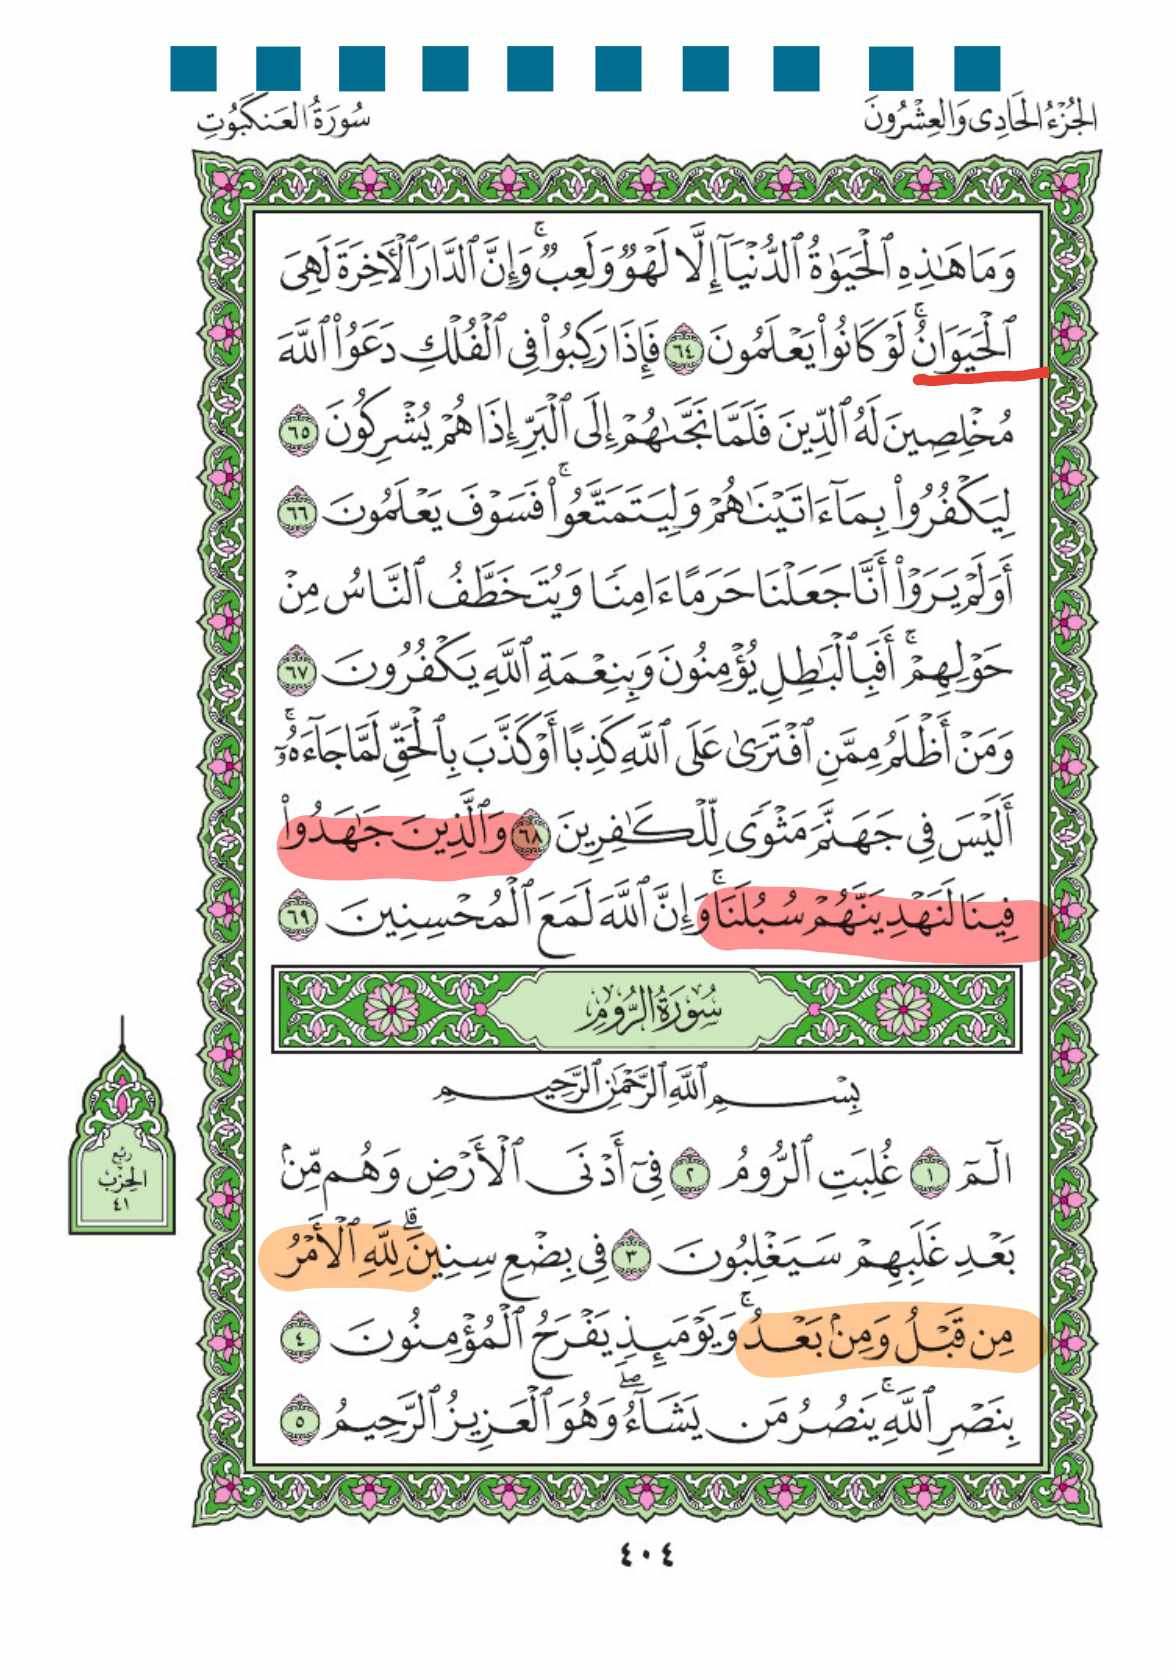 الجُزْءُ الحَادِى وَالعِشْرُونَ
سُورَةُ العَنكَبُوتِ
وَمَا هَٰذِهِ ٱلْحَيَوٰةُ ٱلدُّنْيَآ إِلَّا لَهْوٌ وَلَعِبٌ ۚ وَإِنَّ ٱلدَّارَ ٱلْأَخِرَةَ لَهِىَ
ٱلْحَيَوَانُ ۚ لَوْ كَانُوا۟ يَعْلَمُونَ ٦٤ فَإِذَا رَكِبُوا۟ فِى ٱلْفُلْكِ دَعَوُا۟ ٱللَّهَ
مُخْلِصِينَ لَهُ ٱلدِّينَ فَلَمَّا نَجَّىٰهُمْ إِلَى ٱلْبَرِّ إِذَا هُمْ يُشْرِكُونَ ٦٥
لِيَكْفُرُوا۟ بِمَآ ءَاتَيْنَٰهُمْ وَلِيَتَمَتَّعُوا۟ ۖ فَسَوْفَ يَعْلَمُونَ ٦٦
أَوَلَمْ يَرَوْا۟ أَنَّا جَعَلْنَا حَرَمًا ءَامِنًا وَيُتَخَطَّفُ ٱلنَّاسُ مِنْ
حَوْلِهِمْ ۚ أَفَبِٱلْبَٰطِلِ يُؤْمِنُونَ وَبِنِعْمَةِ ٱللَّهِ يَكْفُرُونَ ٦٧
وَمَنْ أَظْلَمُ مِمَّنِ ٱفْتَرَىٰ عَلَى ٱللَّهِ كَذِبًا أَوْ كَذَّبَ بِٱلْحَقِّ لَمَّا جَآءَهُۥٓ ۚ
أَلَيْسَ فِى جَهَنَّمَ مَثْوًى لِّلْكَٰفِرِينَ ٦٨ وَٱلَّذِينَ جَٰهَدُوا۟
فِينَا لَنَهْدِيَنَّهُمْ سُبُلَنَا ۚ وَإِنَّ ٱللَّهَ لَمَعَ ٱلْمُحْسِنِينَ ٦٩
سُورَةُ الرُّومِ
بِسْمِ ٱللَّهِ ٱلرَّحْمَٰنِ ٱلرَّحِيمِ
الٓمٓ ١ غُلِبَتِ ٱلرُّومُ ٢ فِىٓ أَدْنَى ٱلْأَرْضِ وَهُم مِّنۢ
بَعْدِ غَلَبِهِمْ سَيَغْلِبُونَ ٣ فِى بِضْعِ سِنِينَ ۗ لِلَّهِ ٱلْأَمْرُ
مِن قَبْلُ وَمِنۢ بَعْدُ ۚ وَيَوْمَئِذٍ يَفْرَحُ ٱلْمُؤْمِنُونَ ٤
بِنَصْرِ ٱللَّهِ ۚ يَنصُرُ مَن يَشَآءُ ۖ وَهُوَ ٱلْعَزِيزُ ٱلرَّحِيمُ ٥
ربع
الحزب
٤١
٤٠٤